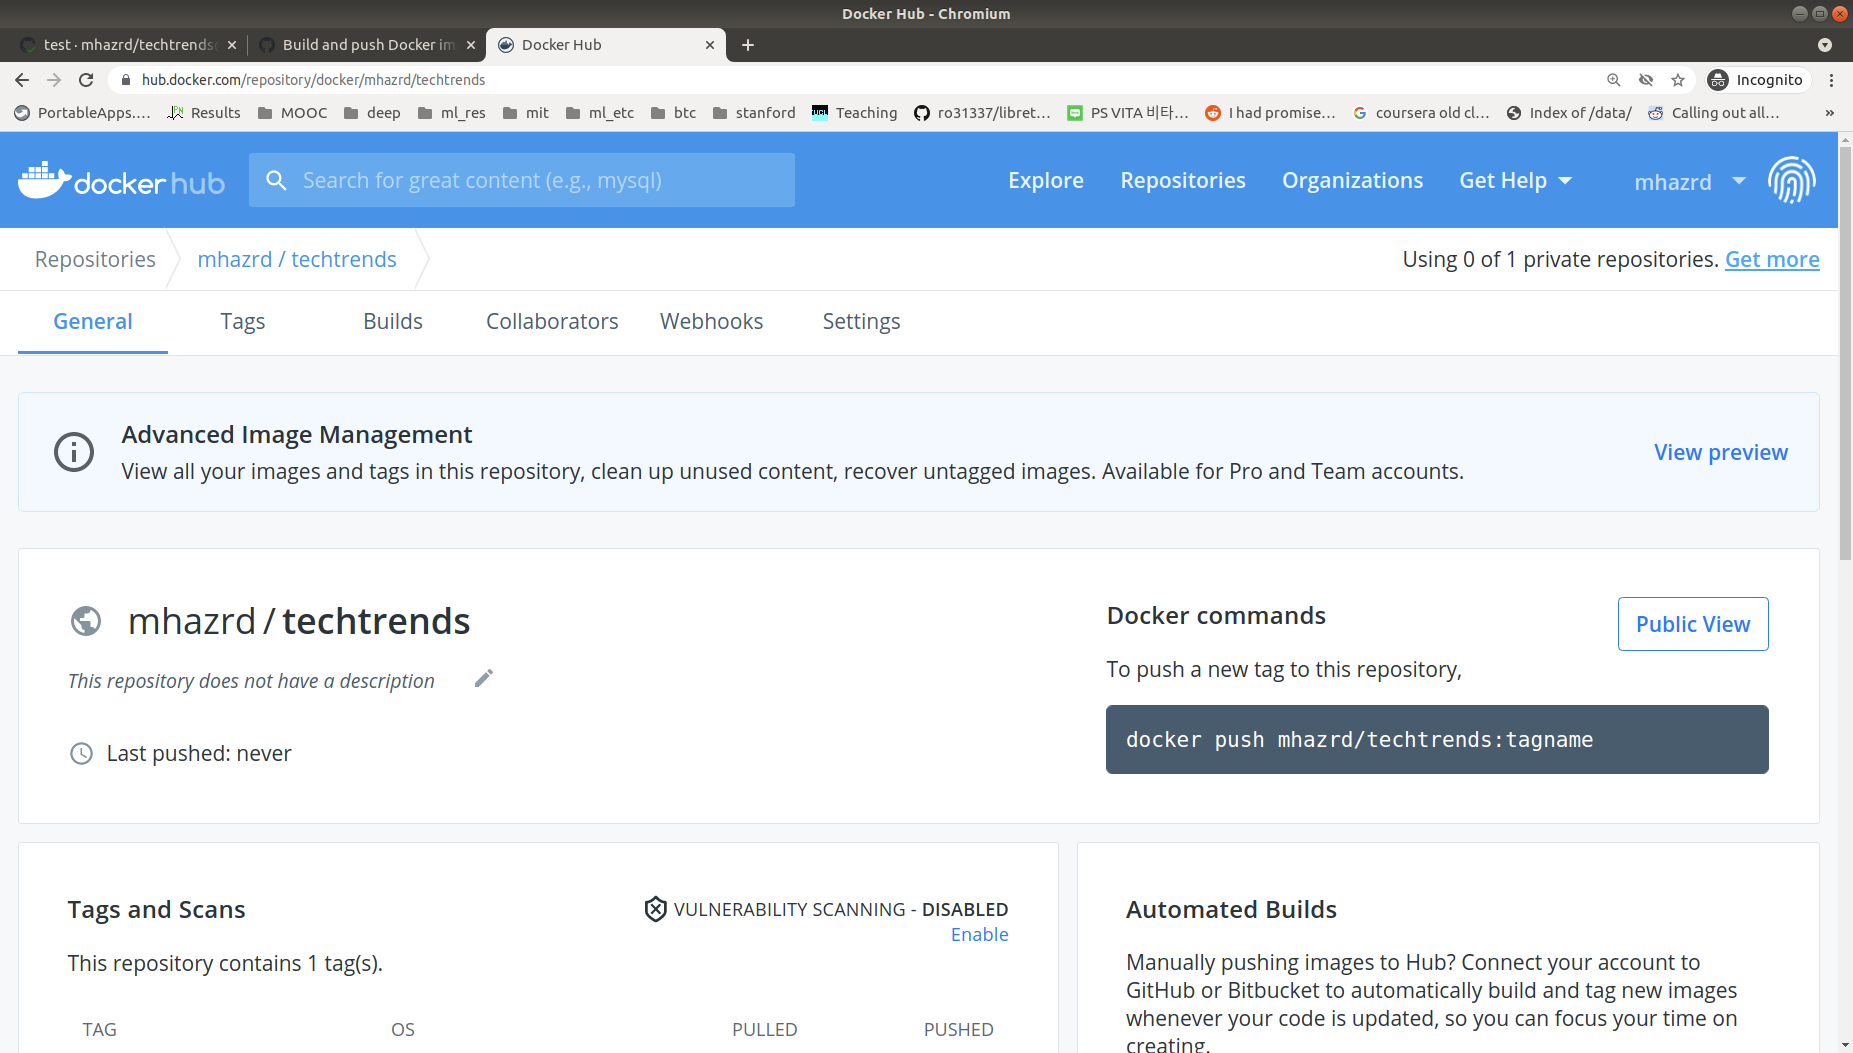 Docker Hub - Chromium
test · mhazrd/techtrends
Build and push Docker im
Docker Hub
hub.docker.com/repository/docker/mhazrd/techtrends
Incognito
PortableApps.... Results MOOC deep ml_res mit ml_etc btc stanford Teaching ro31337/libret... PS VITA 비타... I had promise... coursera old cl... Index of /data/ Calling out all... »
docker hub
Search for great content (e.g., mysql)
Explore Repositories Organizations Get Help mhazrd
Repositories mhazrd / techtrends
Using 0 of 1 private repositories. Get more
General Tags Builds Collaborators Webhooks Settings
Advanced Image Management
View all your images and tags in this repository, clean up unused content, recover untagged images. Available for Pro and Team accounts.
View preview
mhazrd / techtrends
This repository does not have a description
Last pushed: never
Docker commands
Public View
To push a new tag to this repository,
docker push mhazrd/techtrends:tagname
Tags and Scans
VULNERABILITY SCANNING - DISABLED
Enable
This repository contains 1 tag(s).
TAG OS PULLED PUSHED
Automated Builds
Manually pushing images to Hub? Connect your account to
GitHub or Bitbucket to automatically build and tag new images
whenever your code is updated, so you can focus your time on
creating.